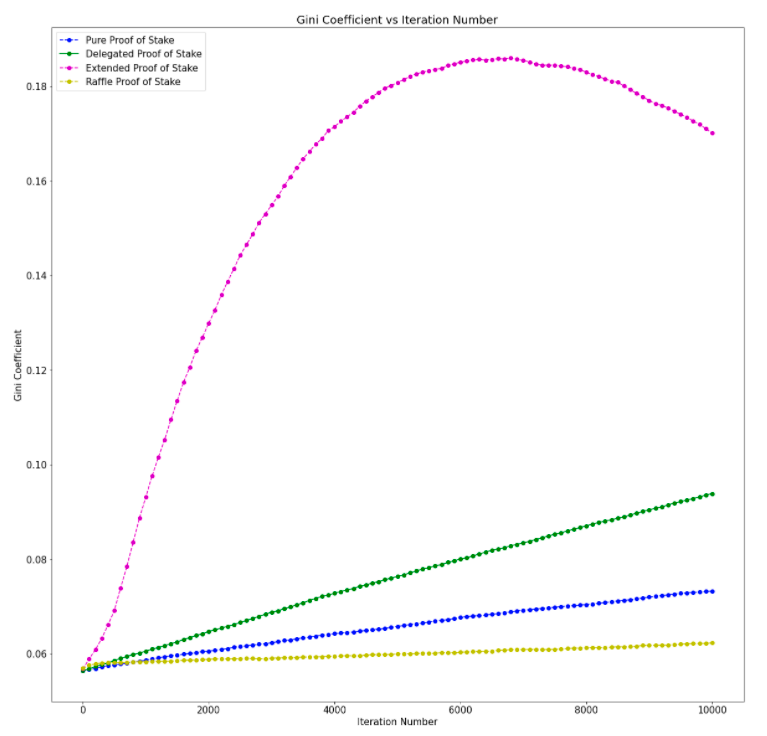 Gini Coefficient vs Iteration Number
Pure Proof of Stake
Delegated Proof of Stake
Extended Proof of Stake
Raffle Proof of Stake
0.18
0.16
0.14
0.12
0.10
0.08
0.06
Gini Coefficient
0 2000 4000 6000 8000 10000
Iteration Number